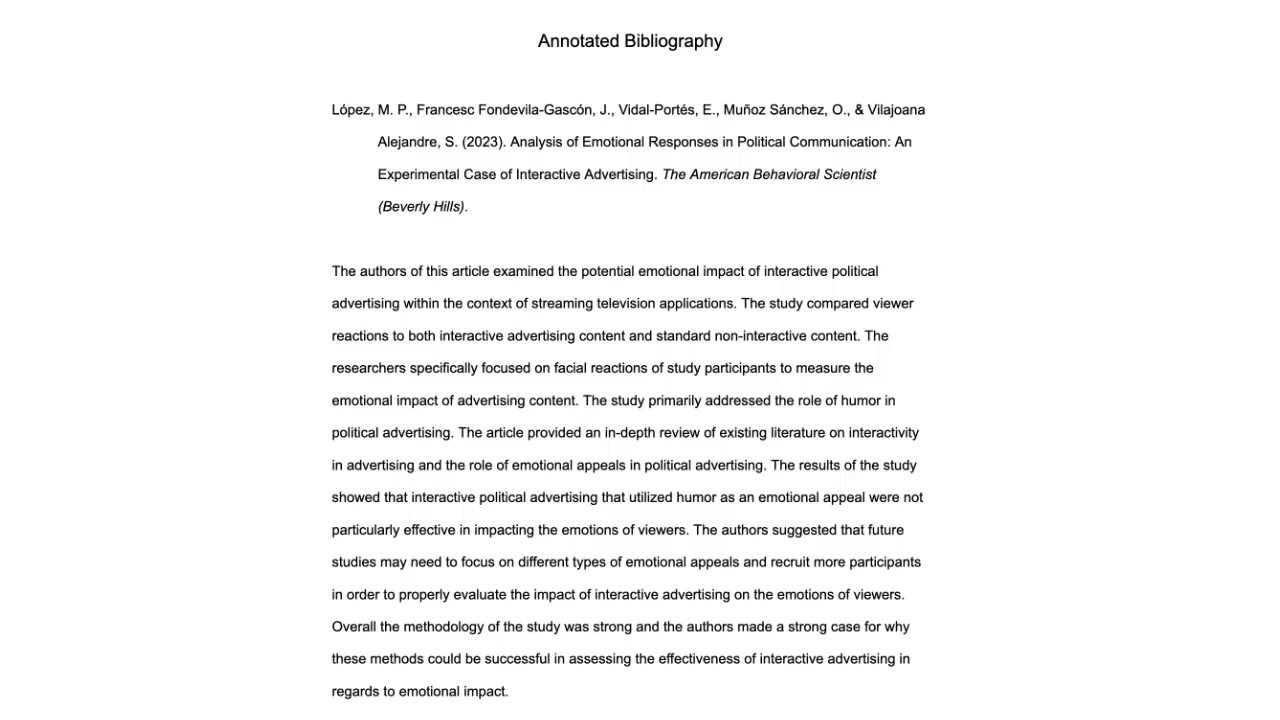 Annotated Bibliography
López, M. P., Francesc Fondevila-Gascón, J., Vidal-Portés, E., Muñoz Sánchez, O., & Vilajoana
Alejandre, S. (2023). Analysis of Emotional Responses in Political Communication: An
Experimental Case of Interactive Advertising. The American Behavioral Scientist
(Beverly Hills).
The authors of this article examined the potential emotional impact of interactive political
advertising within the context of streaming television applications. The study compared viewer
reactions to both interactive advertising content and standard non-interactive content. The
researchers specifically focused on facial reactions of study participants to measure the
emotional impact of advertising content. The study primarily addressed the role of humor in
political advertising. The article provided an in-depth review of existing literature on interactivity
in advertising and the role of emotional appeals in political advertising. The results of the study
showed that interactive political advertising that utilized humor as an emotional appeal were not
particularly effective in impacting the emotions of viewers. The authors suggested that future
studies may need to focus on different types of emotional appeals and recruit more participants
in order to properly evaluate the impact of interactive advertising on the emotions of viewers.
Overall the methodology of the study was strong and the authors made a strong case for why
these methods could be successful in assessing the effectiveness of interactive advertising in
regards to emotional impact.